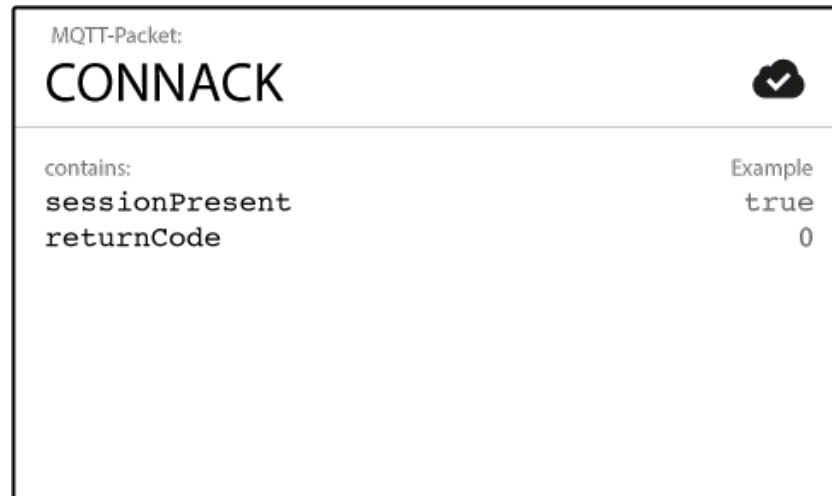 MQTT-Packet:
CONNACK
contains: Example
sessionPresent true
returnCode 0